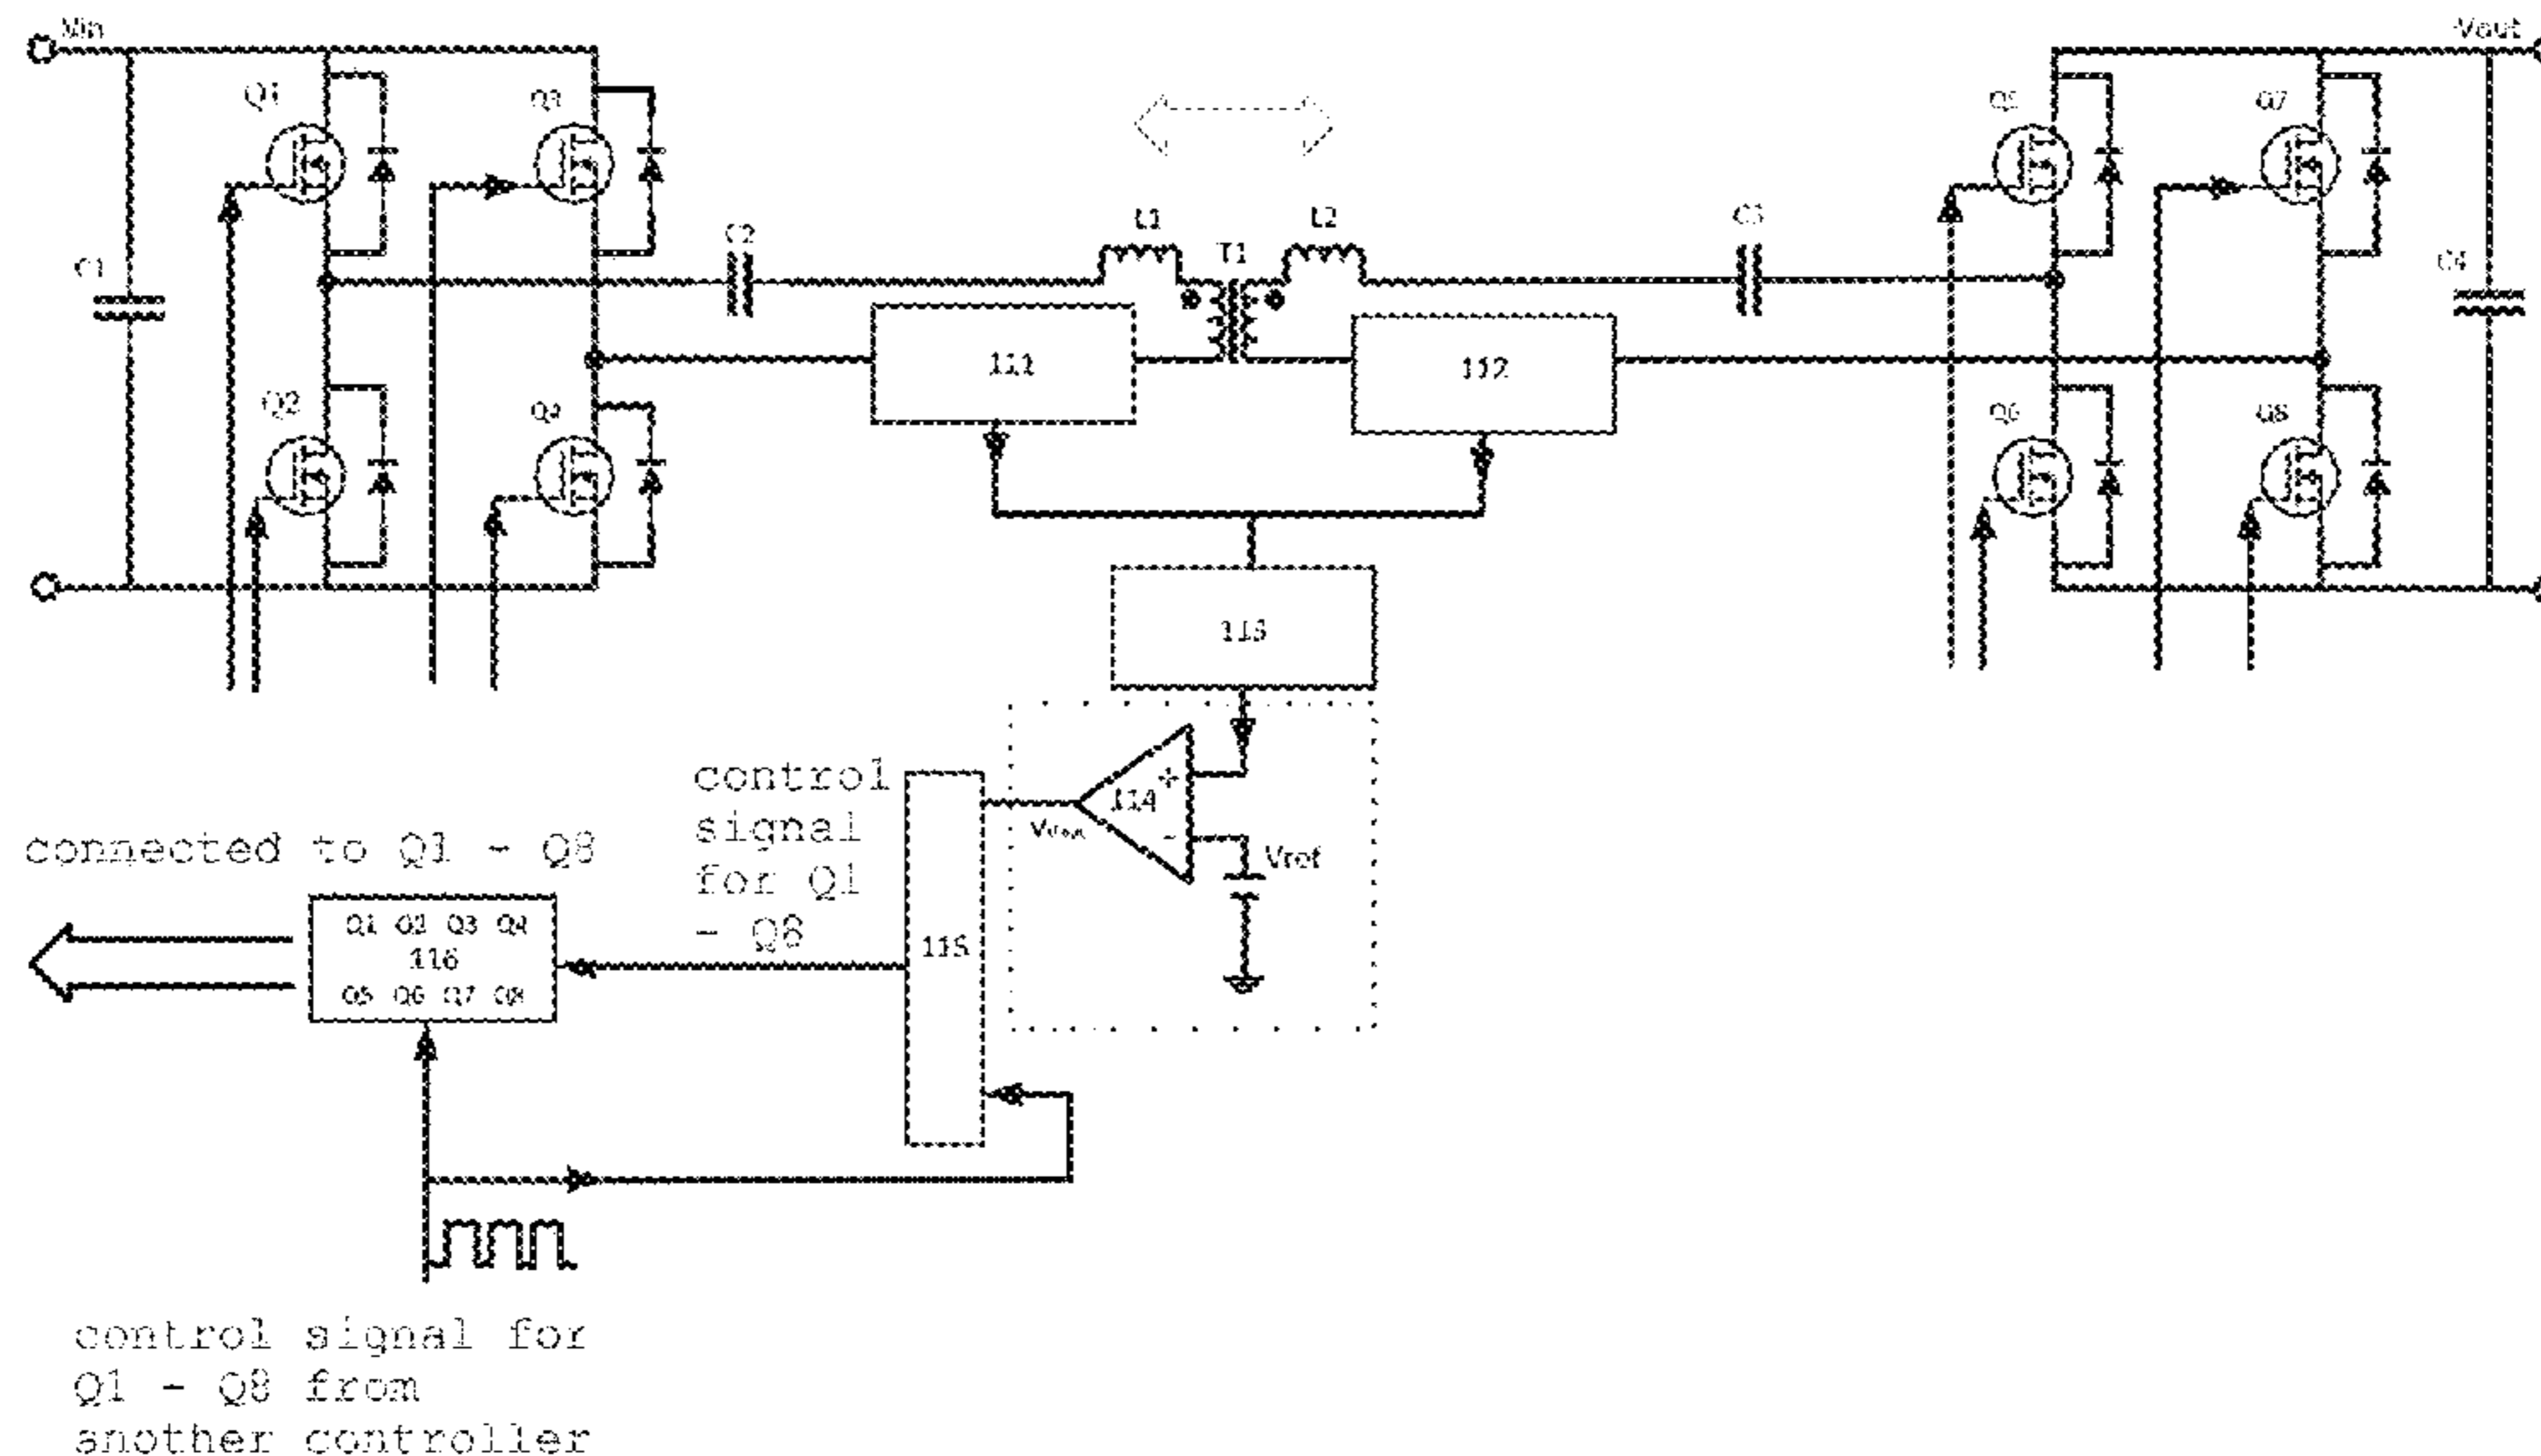 Vin
Vout
Q1
Q3
Q5
Q7
C1
C2
L1
T1
L2
C3
C4
111
112
Q2
Q4
Q6
Q8
113
114
+
-
Vref
control
signal
for Q1
- Q8
115
connected to Q1 - Q8
Q1 Q2 Q3 Q4
116
Q5 Q6 Q7 Q8
control signal for
Q1 - Q8 from
another controller